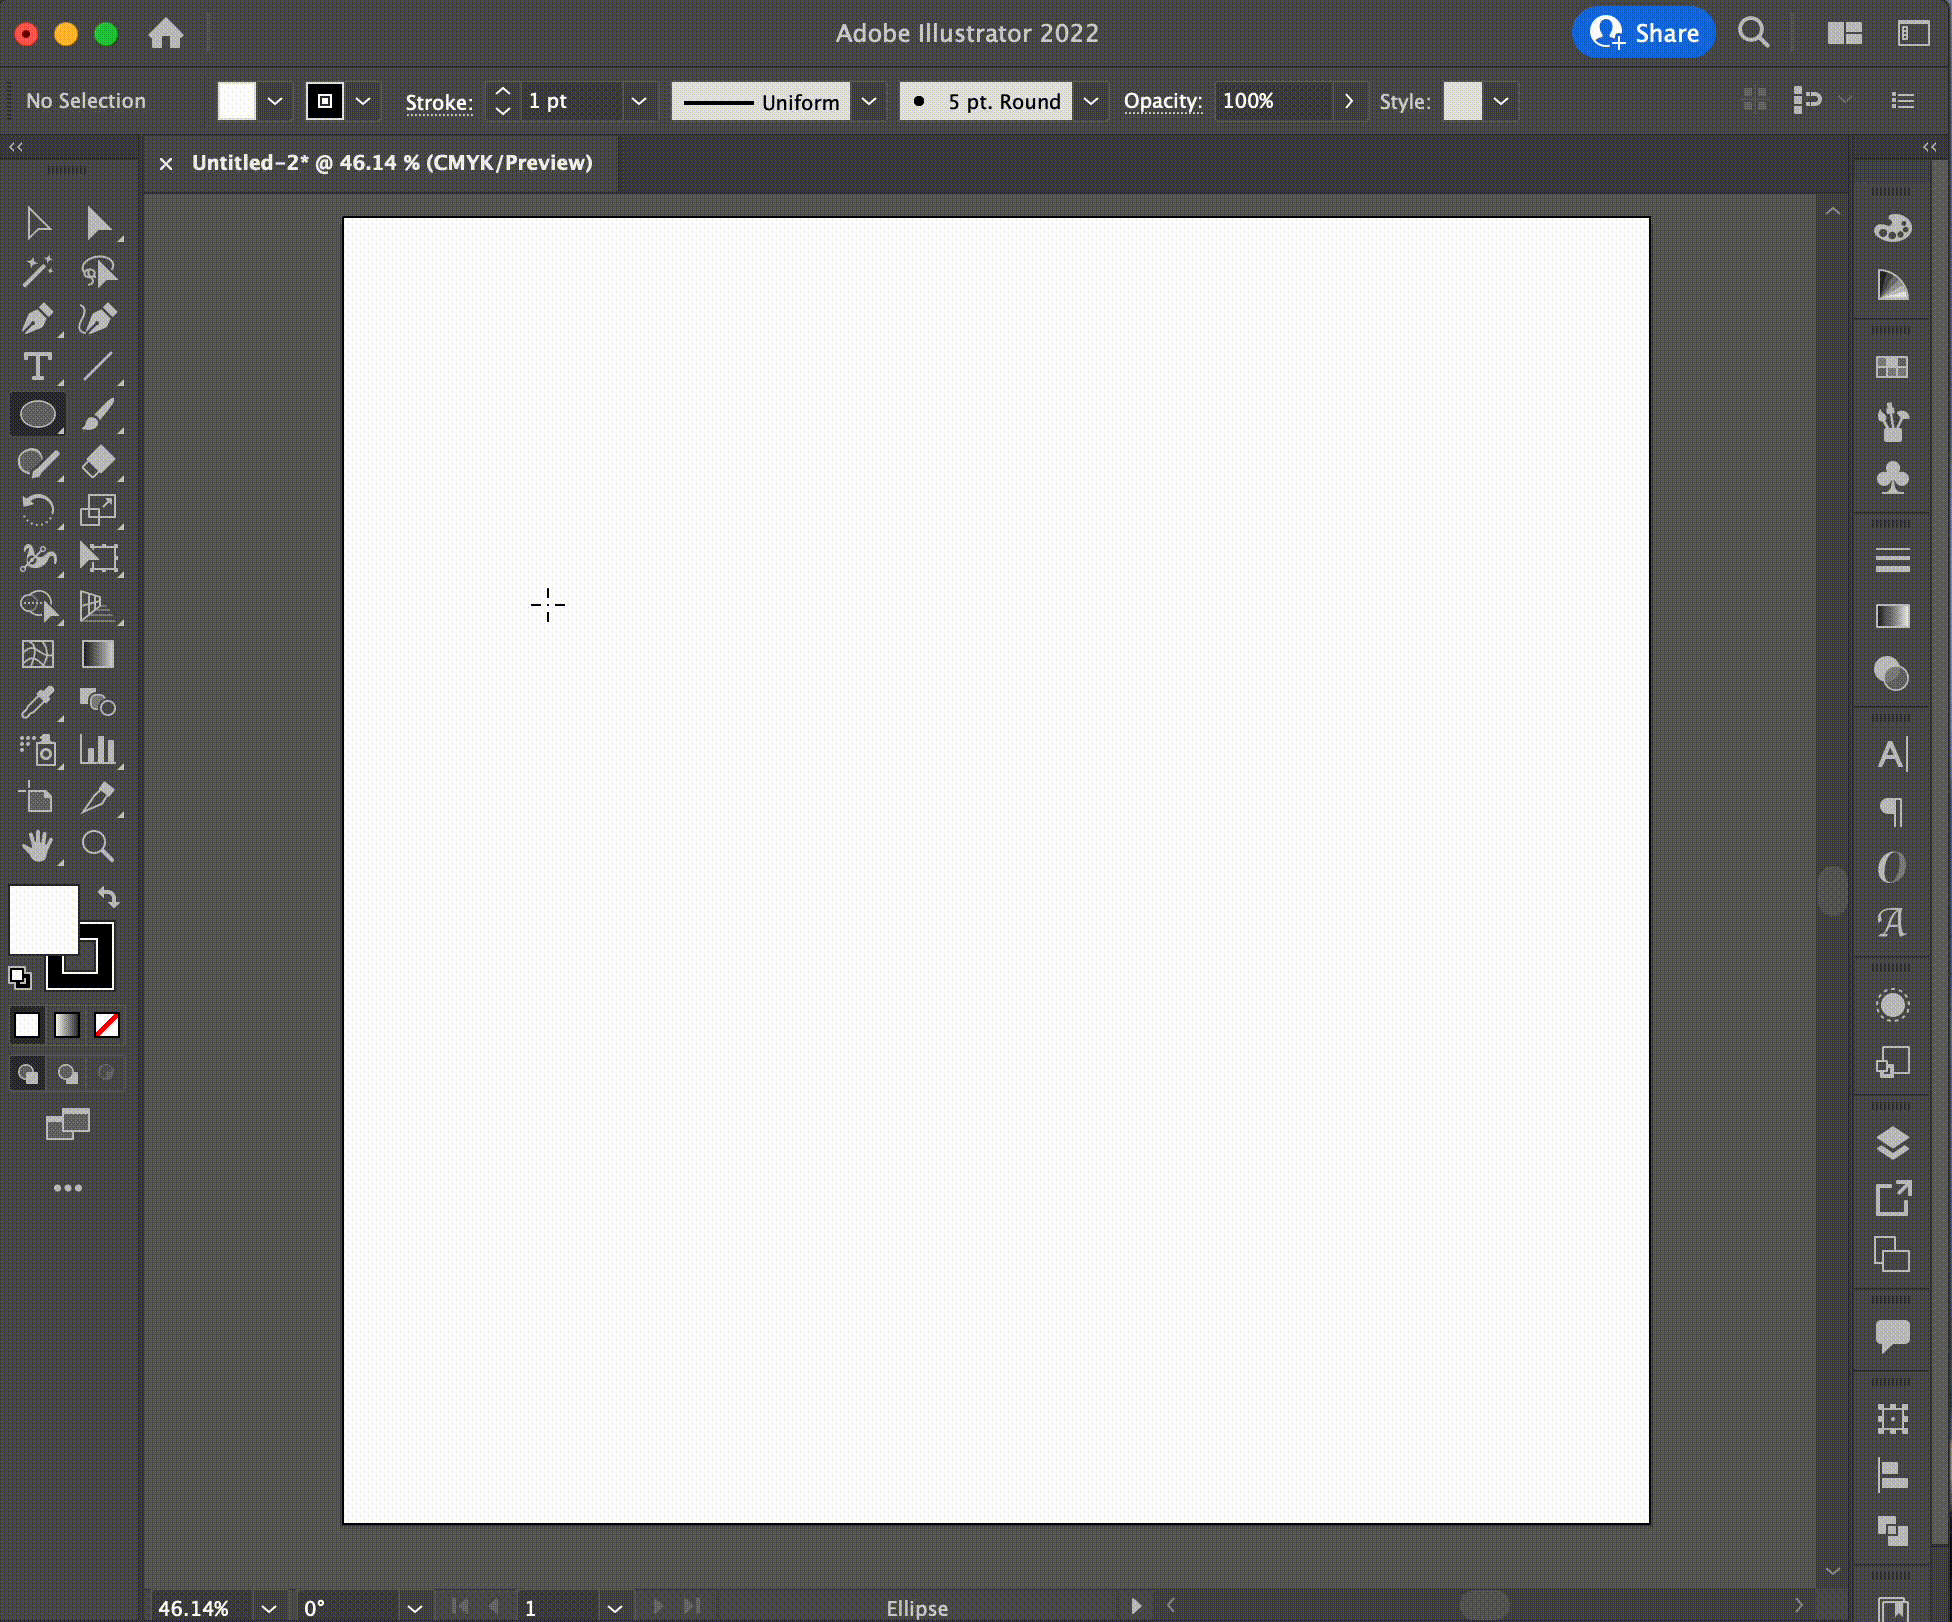 Adobe Illustrator 2022
Share
No Selection
Stroke:
1 pt
Uniform
5 pt. Round
Opacity:
100%
Style:
Untitled-2* @ 46.14 % (CMYK/Preview)
46.14%
0°
1
Ellipse